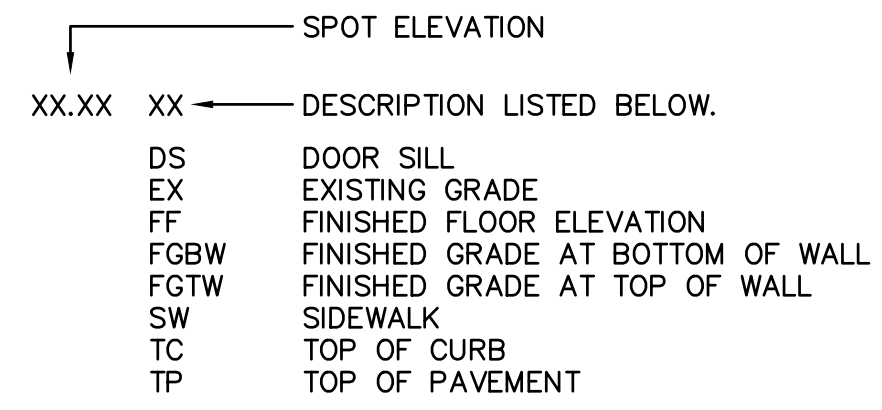 SPOT ELEVATION
XX.XX XX DESCRIPTION LISTED BELOW.
DS DOOR SILL
EX EXISTING GRADE
FF FINISHED FLOOR ELEVATION
FGBW FINISHED GRADE AT BOTTOM OF WALL
FGTW FINISHED GRADE AT TOP OF WALL
SW SIDEWALK
TC TOP OF CURB
TP TOP OF PAVEMENT